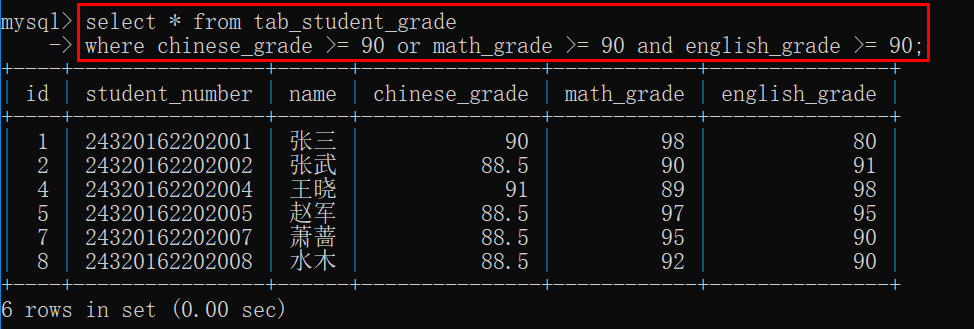 mysql> select * from tab_student_grade
    -> where chinese_grade >= 90 or math_grade >= 90 and english_grade >= 90;
+----+----------------+------+---------------+------------+---------------+
| id | student_number | name | chinese_grade | math_grade | english_grade |
+----+----------------+------+---------------+------------+---------------+
|  1 | 24320162202001 | 张三 |            90 |         98 |            80 |
|  2 | 24320162202002 | 张武 |          88.5 |         90 |            91 |
|  4 | 24320162202004 | 王晓 |            91 |         89 |            98 |
|  5 | 24320162202005 | 赵军 |          88.5 |         97 |            95 |
|  7 | 24320162202007 | 萧蔷 |          88.5 |         95 |            90 |
|  8 | 24320162202008 | 水木 |          88.5 |         92 |            90 |
+----+----------------+------+---------------+------------+---------------+
6 rows in set (0.00 sec)